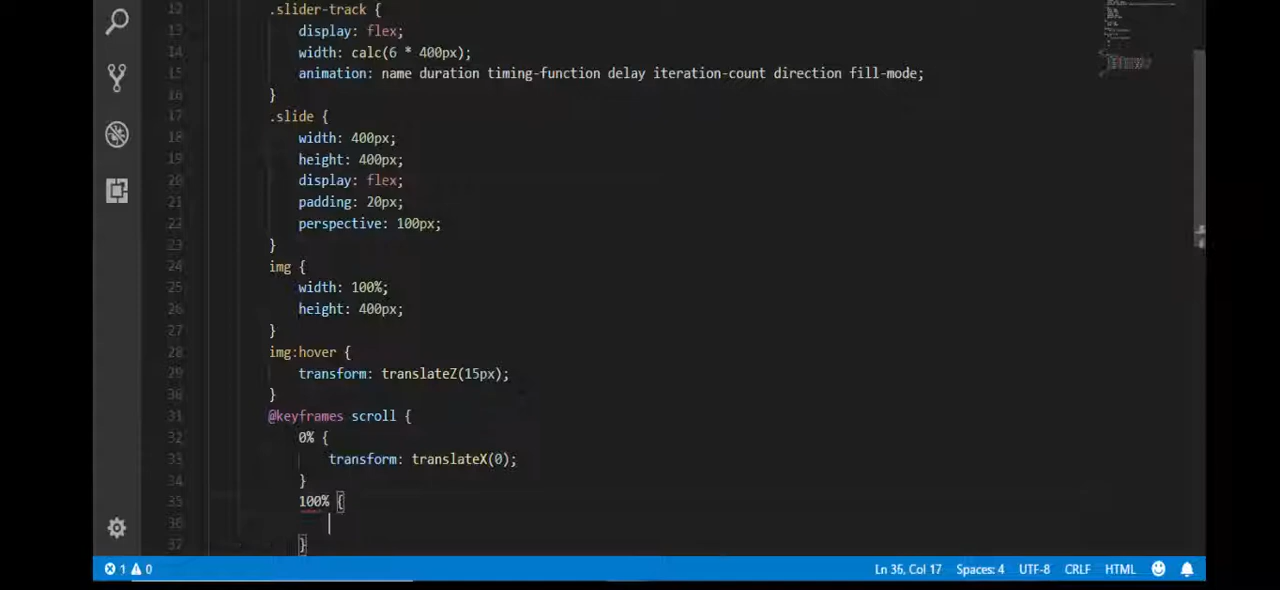 12 .slider-track {
13 display: flex;
14 width: calc(6 * 400px);
15 animation: name duration timing-function delay iteration-count direction fill-mode;
16 }
17 .slide {
18 width: 400px;
19 height: 400px;
20 display: flex;
21 padding: 20px;
22 perspective: 100px;
23 }
24 img {
25 width: 100%;
26 height: 400px;
27 }
28 img:hover {
29 transform: translateZ(15px);
30 }
31 @keyframes scroll {
32 0% {
33 transform: translateX(0);
34 }
35 100% {
36
37 }
1 0 Ln 36, Col 17 Spaces: 4 UTF-8 CRLF HTML